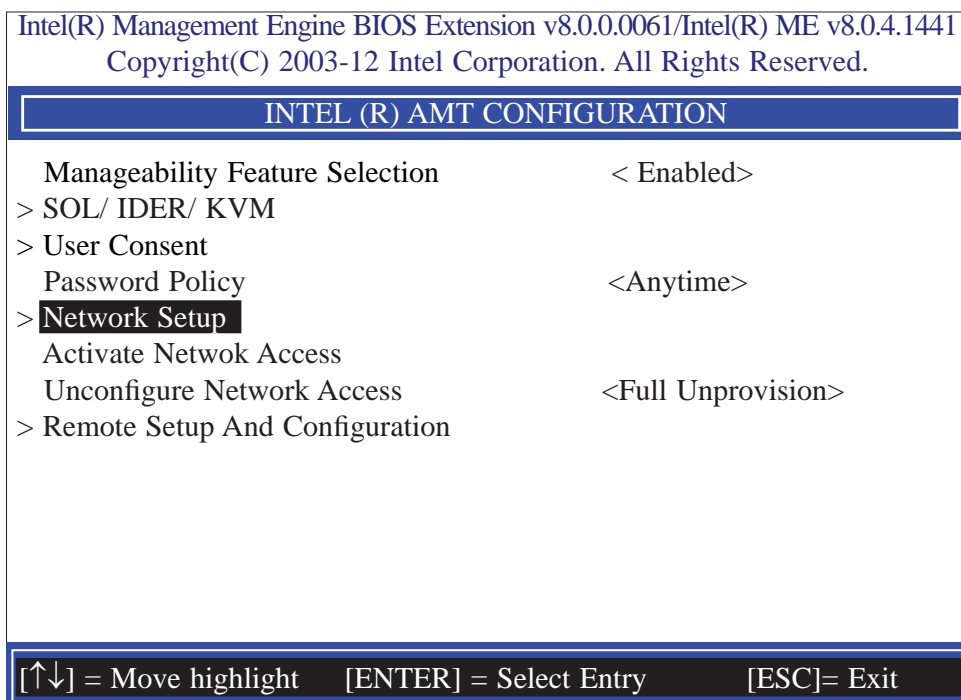 Intel(R) Management Engine BIOS Extension v8.0.0.0061/Intel(R) ME v8.0.4.1441
Copyright(C) 2003-12 Intel Corporation. All Rights Reserved.
INTEL (R) AMT CONFIGURATION
Manageability Feature Selection < Enabled>
> SOL/ IDER/ KVM
> User Consent
Password Policy <Anytime>
> Network Setup
Activate Netwok Access
Unconfigure Network Access <Full Unprovision>
> Remote Setup And Configuration
[↑↓] = Move highlight [ENTER] = Select Entry [ESC]= Exit